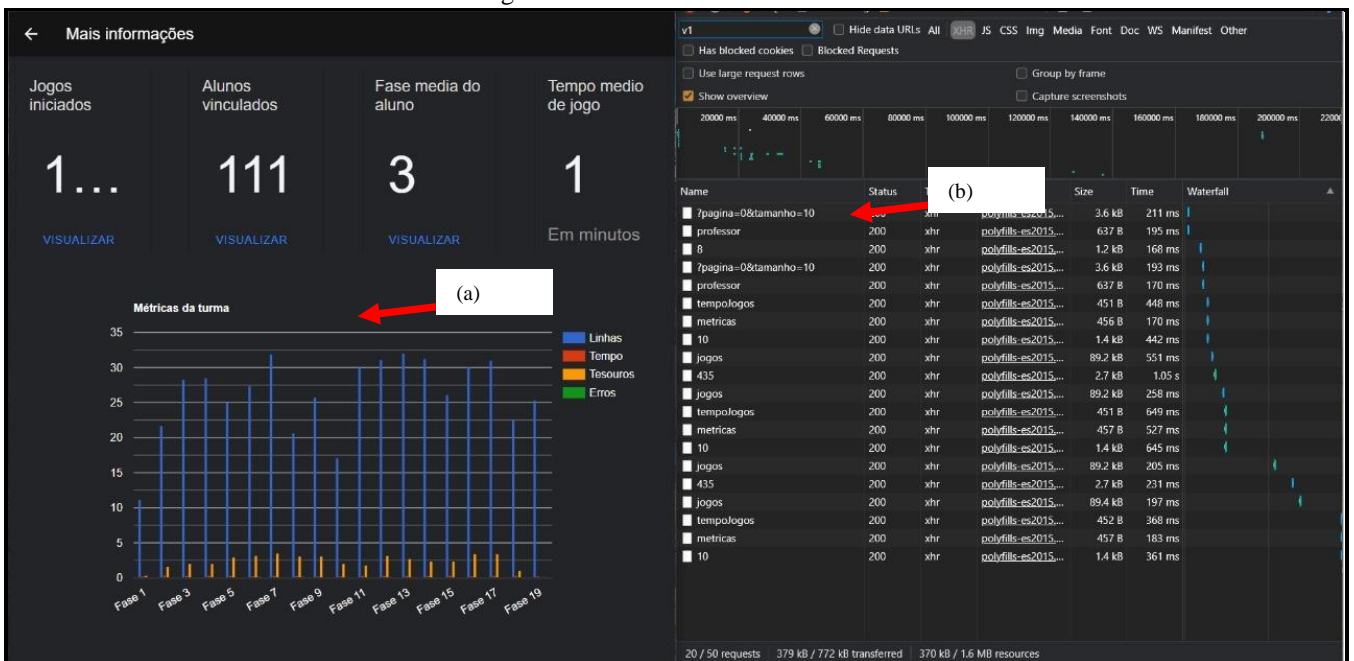 Mais informações
Jogos iniciados
1...
VISUALIZAR
Alunos vinculados
111
VISUALIZAR
Fase media do aluno
3
VISUALIZAR
Tempo medio de jogo
1
Em minutos
(a)
Métricas da turma
35
30
25
20
15
10
5
0
Fase 1 Fase 3 Fase 5 Fase 7 Fase 9 Fase 11 Fase 13 Fase 15 Fase 17 Fase 19
Linhas
Tempo
Tesouros
Erros
v1 Hide data URLs All XHR JS CSS Img Media Font Doc WS Manifest Other
Has blocked cookies Blocked Requests
Use large request rows Group by frame
Show overview Capture screenshots
20000 ms 40000 ms 60000 ms 80000 ms 100000 ms 120000 ms 140000 ms 160000 ms 180000 ms 200000 ms
Name Status Size Time Waterfall
(b)
?pagina=0&tamanho=10 200 xhr polyfills-es2015.... 3.6 kB 211 ms
professor 200 xhr polyfills-es2015.... 637 B 195 ms
8 200 xhr polyfills-es2015.... 1.2 kB 168 ms
?pagina=0&tamanho=10 200 xhr polyfills-es2015.... 3.6 kB 193 ms
professor 200 xhr polyfills-es2015.... 637 B 170 ms
tempoJogos 200 xhr polyfills-es2015.... 451 B 448 ms
metricas 200 xhr polyfills-es2015.... 456 B 170 ms
10 200 xhr polyfills-es2015.... 1.4 kB 442 ms
jogos 200 xhr polyfills-es2015.... 89.2 kB 551 ms
435 200 xhr polyfills-es2015.... 2.7 kB 1.05 s
jogos 200 xhr polyfills-es2015.... 89.2 kB 258 ms
tempoJogos 200 xhr polyfills-es2015.... 451 B 649 ms
metricas 200 xhr polyfills-es2015.... 457 B 527 ms
10 200 xhr polyfills-es2015.... 1.4 kB 645 ms
jogos 200 xhr polyfills-es2015.... 89.2 kB 205 ms
435 200 xhr polyfills-es2015.... 2.7 kB 231 ms
jogos 200 xhr polyfills-es2015.... 89.4 kB 197 ms
tempoJogos 200 xhr polyfills-es2015.... 452 B 368 ms
metricas 200 xhr polyfills-es2015.... 457 B 183 ms
10 200 xhr polyfills-es2015.... 1.4 kB 361 ms
20 / 50 requests 379 kB / 772 kB transferred 370 kB / 1.6 MB resources